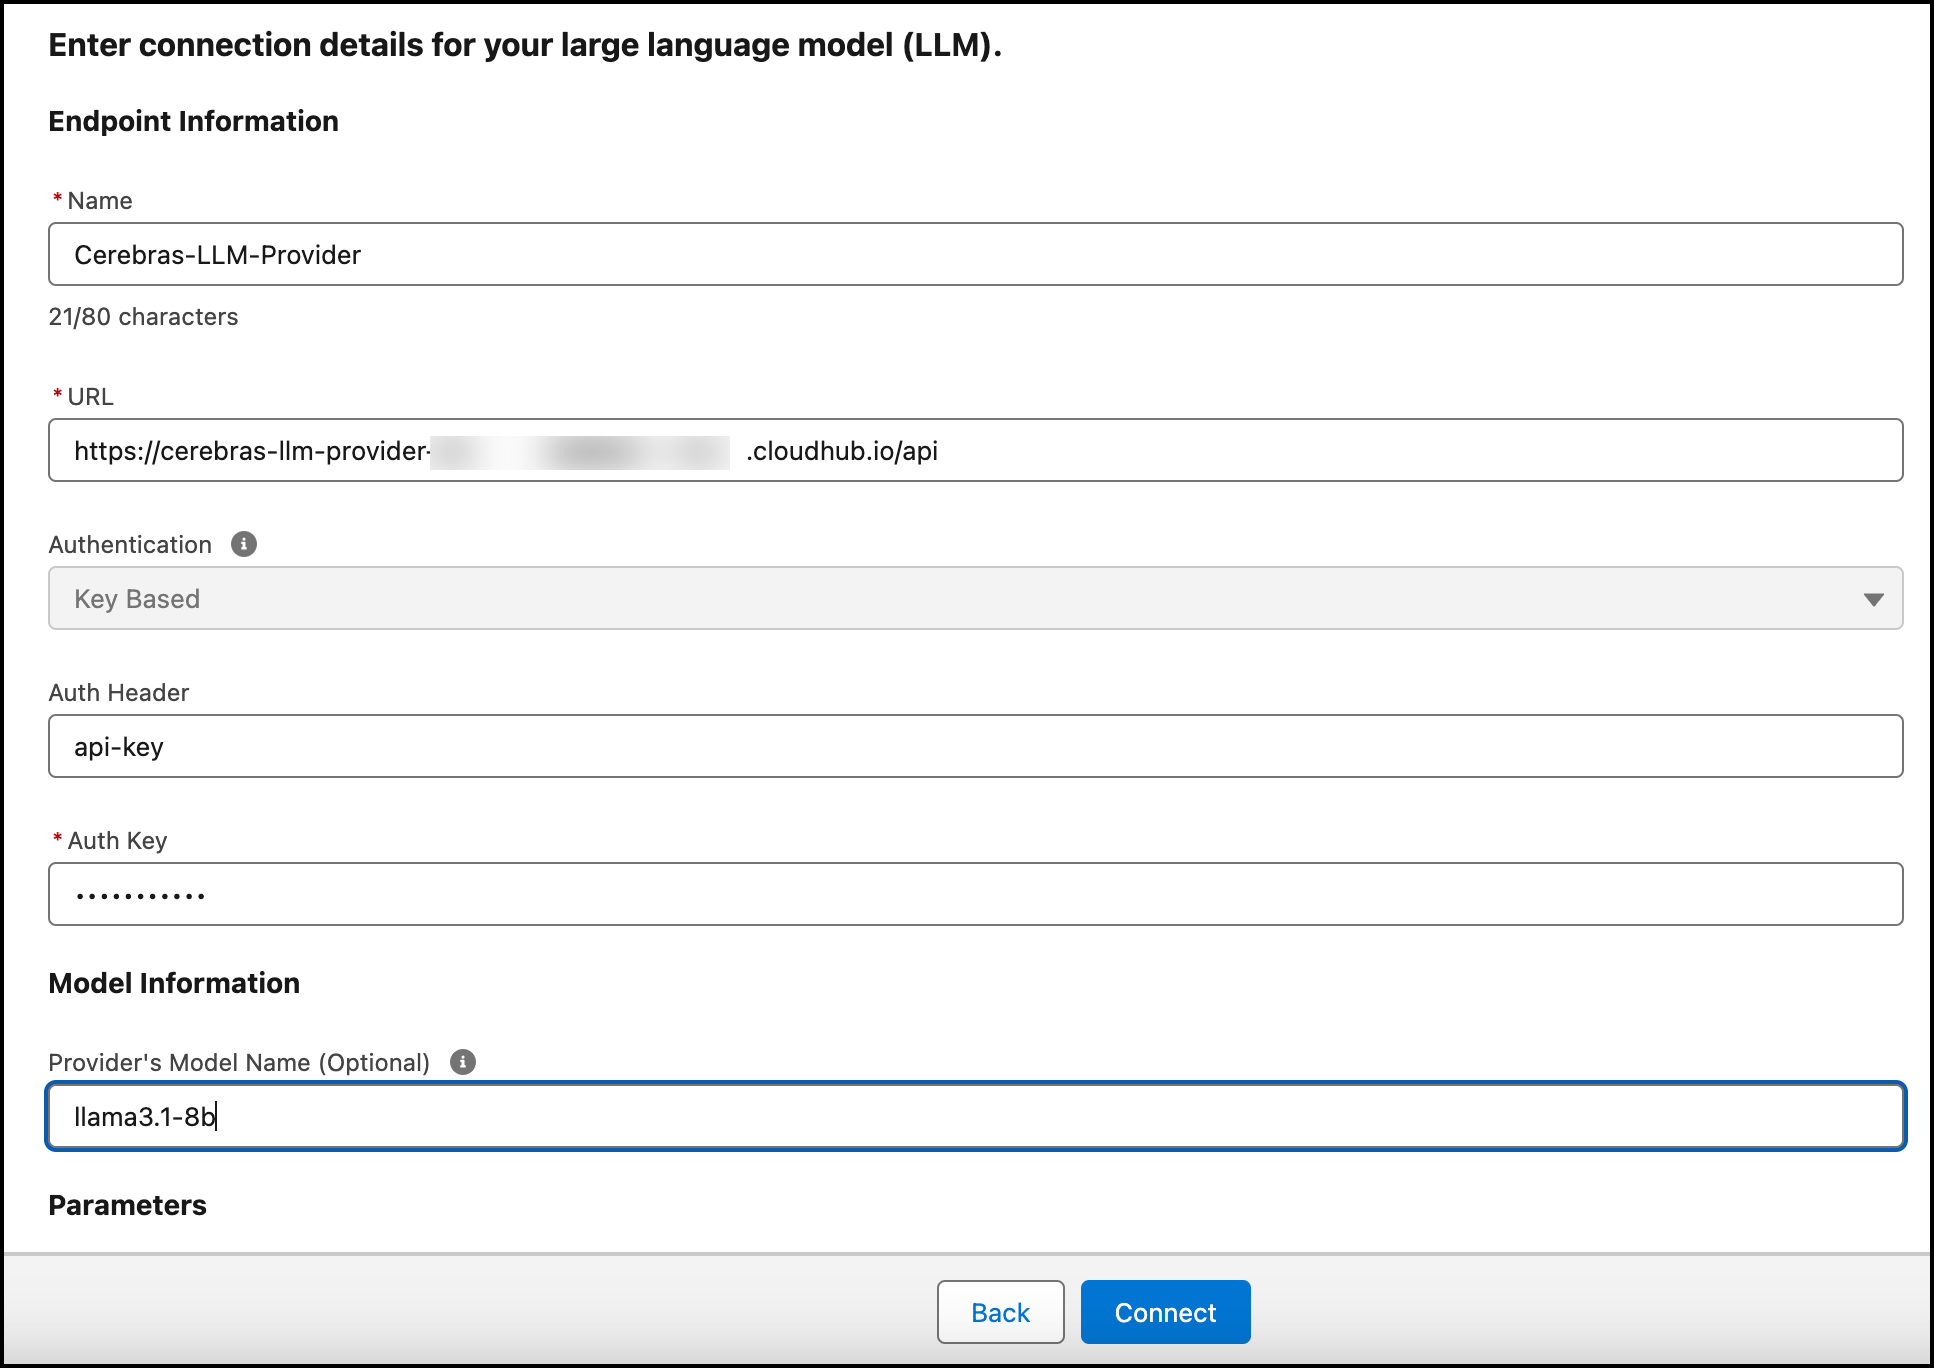 Enter connection details for your large language model (LLM).
Endpoint Information
* Name
Cerebras-LLM-Provider
21/80 characters
* URL
https://cerebras-llm-provider- .cloudhub.io/api
Authentication
Key Based
Auth Header
api-key
* Auth Key
•••••••••••
Model Information
Provider's Model Name (Optional)
llama3.1-8b
Parameters
Back
Connect